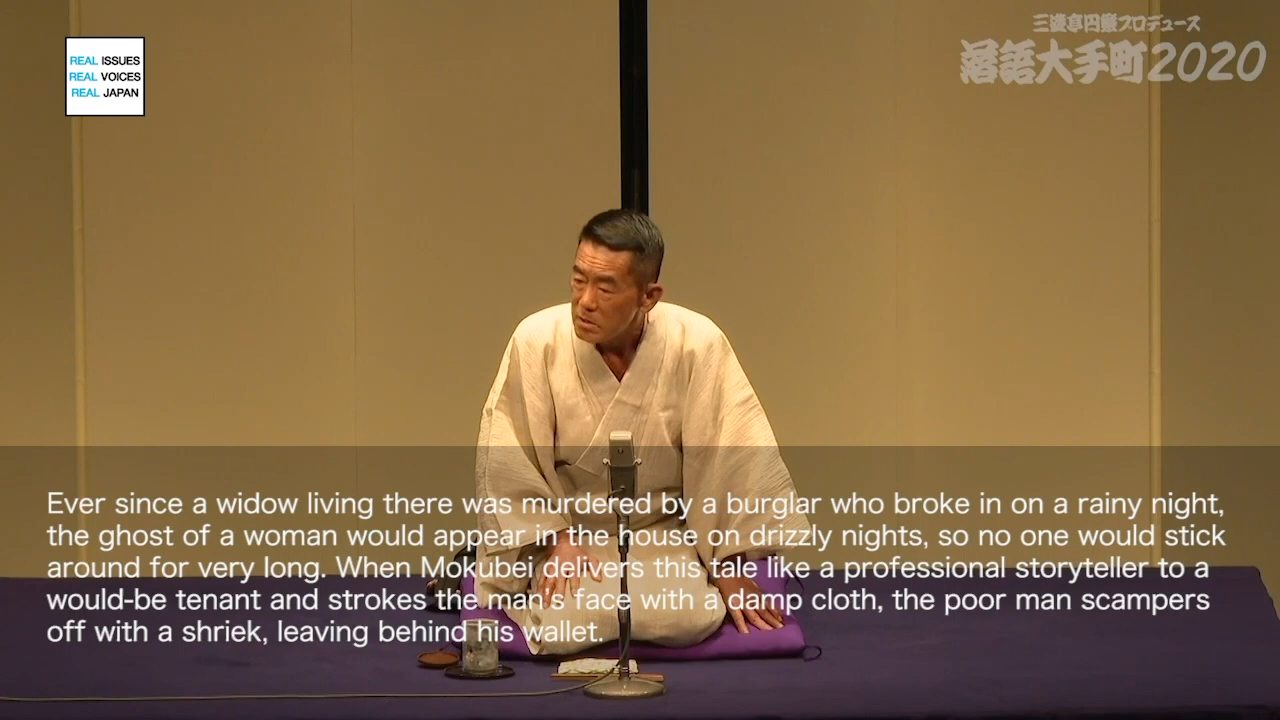 REAL ISSUES
REAL VOICES
REAL JAPAN
三遊亭円楽プロデュース
落語大手町2020
Ever since a widow living there was murdered by a burglar who broke in on a rainy night,
the ghost of a woman would appear in the house on drizzly nights, so no one would stick
around for very long. When Mokubei delivers this tale like a professional storyteller to a
would-be tenant and strokes the man's face with a damp cloth, the poor man scampers
off with a shriek, leaving behind his wallet.